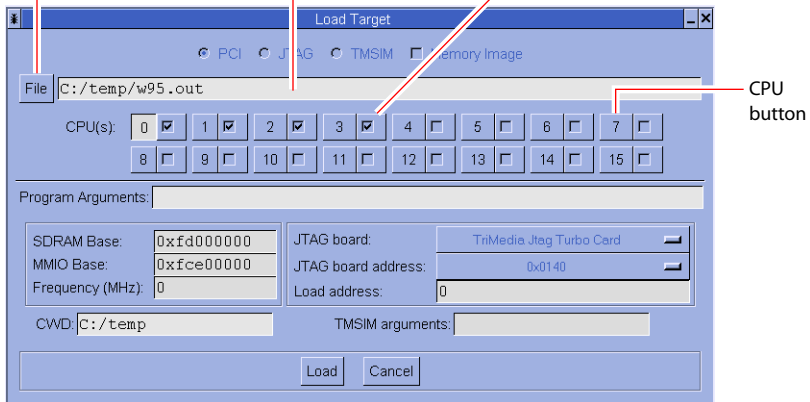 Load Target
PCI JTAG TMSIM Memory Image
File C:/temp/w95.out
CPU button
CPU(s): 0 1 2 3 4 5 6 7
8 9 10 11 12 13 14 15
Program Arguments:
SDRAM Base: 0xfd000000
MMIO Base: 0xfce00000
Frequency (MHz): 0
JTAG board: TriMedia Jtag Turbo Card
JTAG board address: 0x0140
Load address: 0
CWD: C:/temp TMSIM arguments:
Load Cancel